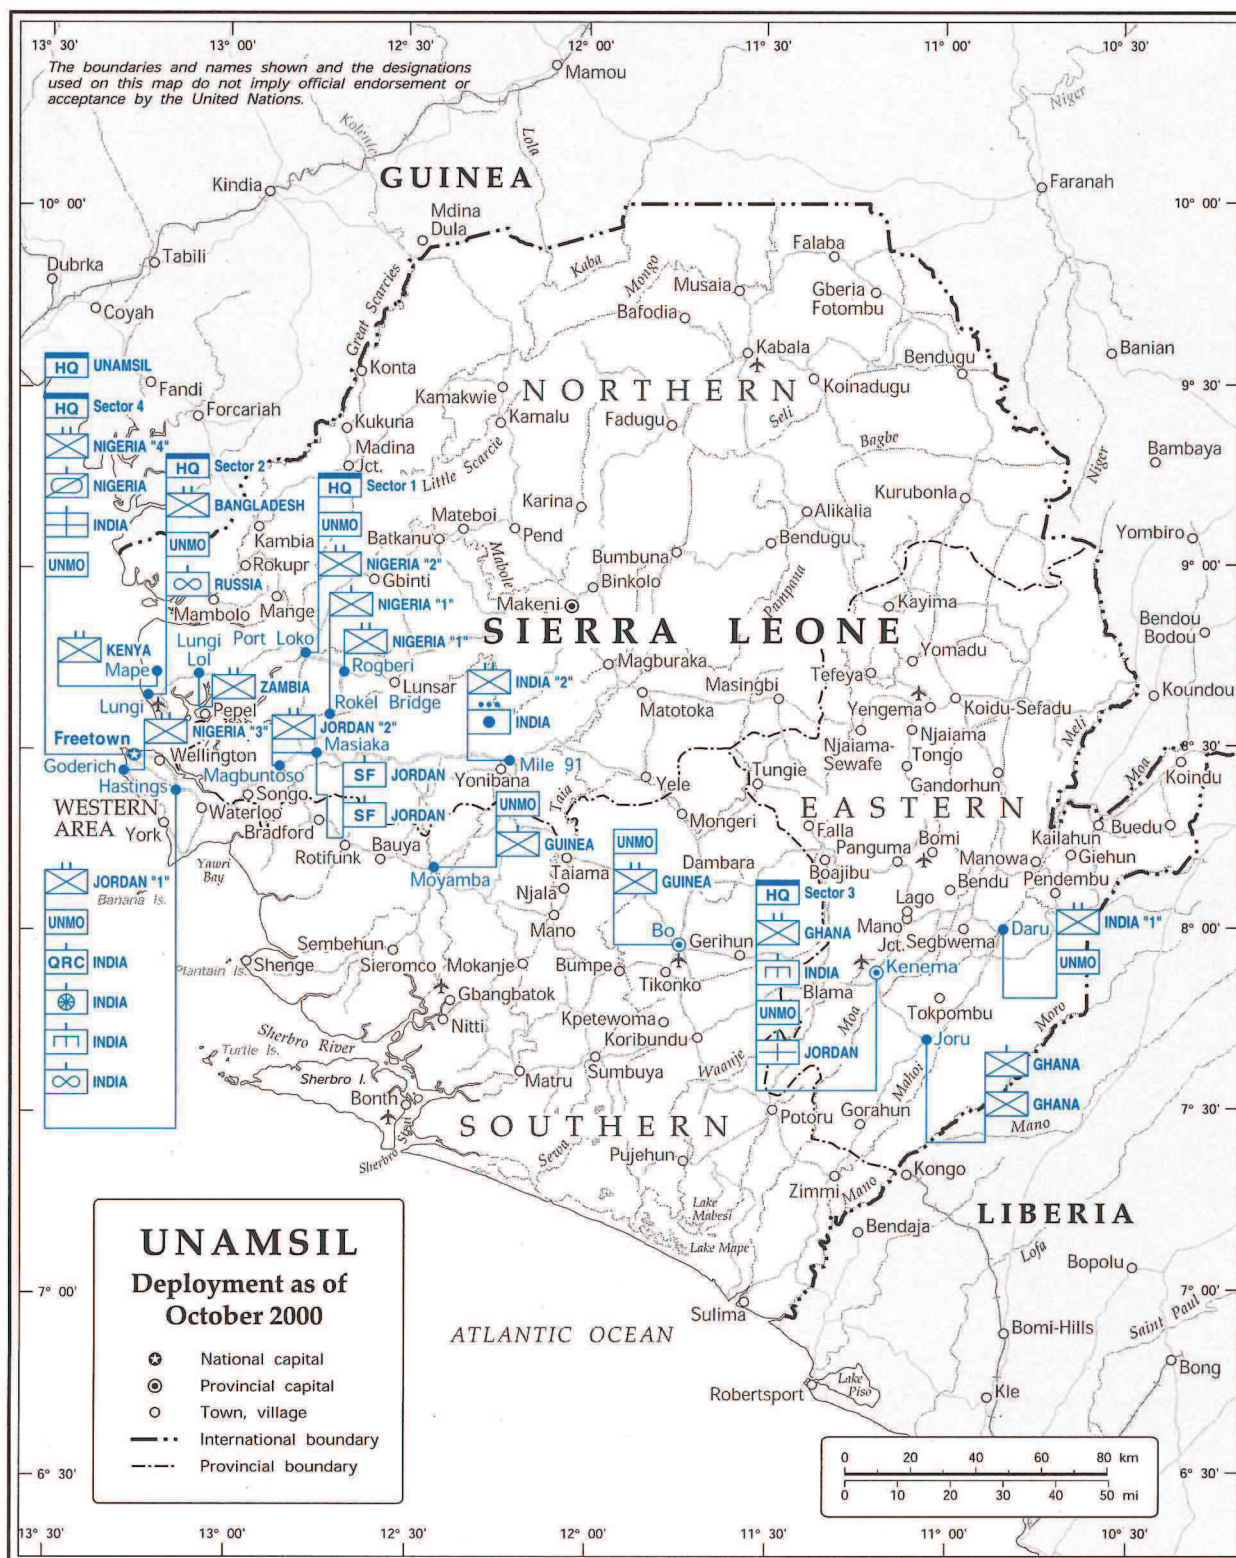 13° 30'
13° 00'
12° 30'
12° 00'
11° 30'
11° 00'
10° 30'
The boundaries and names shown and the designations
used on this map do not imply official endorsement or
acceptance by the United Nations.
Mamou
Niger
Kolente
Lola
GUINEA
Kindia
Faranah
10° 00'
10° 00'
Mdina
Dula
Falaba
Tabili
Dubrka
Kaba
Mongo
Musaia
Gberia
Fotombu
Coyah
Great Scarcies
Bafodia
Kabala
Banian
HQ UNAMSIL
Konta
Bendugu
Fandi
NORTHERN
Koinadugu
9° 30'
9° 30'
HQ Sector 4
Kamakwie
Forcariah
Kamalu
Fadugu
Seli
Kukuna
NIGERIA "4"
Madina
Jct.
Little Scarcie
Bagbe
Bambaya
Niger
HQ Sector 2
HQ Sector 1
NIGERIA
BANGLADESH
Karina
Kurubonla
INDIA
UNMO
Mateboi
Pend
Alikalia
Kambia
Batkanu
Yombiro
UNMO
UNMO
Rokupr
NIGERIA "2"
Mabole
Bumbuna
Bendugu
9° 00'
9° 00'
RUSSIA
Gbinti
Binkolo
Pampana
Mambolo
Mange
NIGERIA "1"
Makeni
Kayima
Bendou
Bodou
Lungi
Lol
Port Loko
NIGERIA "1"
SIERRA LEONE
KENYA
Mape
Rogberi
Magburaka
Yomadu
Tefeya
ZAMBIA
Lunsar
INDIA "2"
Masingbi
Koundou
Lungi
Pepel
Rokel Bridge
Matotoka
Yengema
Koidu-Sefadu
NIGERIA "3"
JORDAN "2"
INDIA
Meli
Freetown
Masiaka
Njaiama-
Sewafe
Njaiama
Tongo
8° 30'
8° 30'
Wellington
Goderich
Magbuntoso
JORDAN
SF
Mile 91
Yonibana
Yele
Tungie
Gandorhun
Moa
Koindu
Hastings
Songo
Taia
UNMO
EASTERN
WESTERN
AREA
Waterloo
SF JORDAN
Mongeri
Falla
Bomi
Kailahun
Buedu
York
Bradford
Rotifunk
Bauya
GUINEA
UNMO
Panguma
Boajibu
Manowa
Giehun
Yawri
Bay
Moyamba
Taiama
Dambara
Bendu
Pendembu
JORDAN "1"
Banana Is.
Njala
GUINEA
HQ Sector 3
Lago
INDIA "1"
UNMO
Mano
Bo
Gerihun
GHANA
Mano
Jct.
Segbwema
Daru
8° 00'
8° 00'
Sembehun
QRC INDIA
Shenge
Sieromco
Mokanje
Bumpe
Tikonko
INDIA
Kenema
UNMO
Plantain Is.
Blama
INDIA
Gbangbatok
Tokpombu
Moro
Nitti
Kpetewoma
UNMO
Moa
INDIA
Sherbro River
Koribundu
JORDAN
Joru
Turtle Is.
Waanje
GHANA
INDIA
Sherbro I.
Matru
Sumbuya
Mahoi
Bonth
GHANA
7° 30'
7° 30'
SOUTHERN
Potoru
Gorahun
Mano
Sherbro Strait
Sewa
Pujehun
Zimmi
Mano
Kongo
Lake
Mabesi
LIBERIA
UNAMSIL
Deployment as of
October 2000
Lake Mape
Bendaja
Lofa
Bopolu
7° 00'
7° 00'
Sulima
Saint Paul
ATLANTIC OCEAN
Bomi-Hills
National capital
Bong
Provincial capital
Robertsport
Lake
Piso
Kle
Town, village
International boundary
0 20 40 60 80 km
Provincial boundary
6° 30'
6° 30'
0 10 20 30 40 50 mi
13° 30'
13° 00'
12° 30'
12° 00'
11° 30'
11° 00'
10° 30'